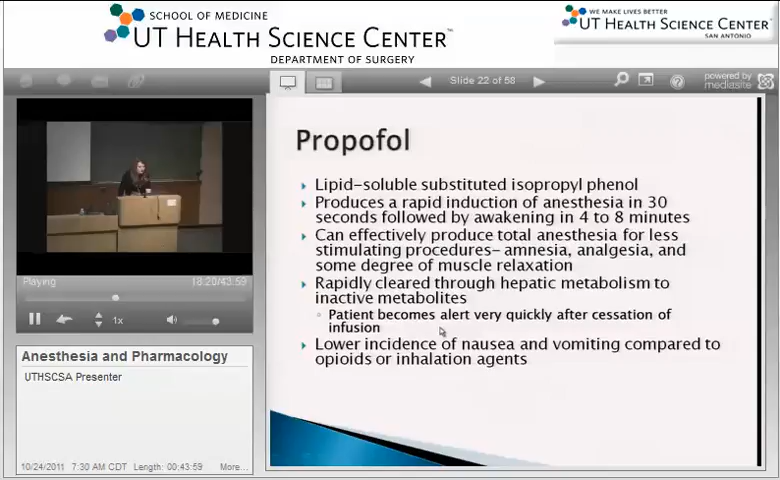 SCHOOL OF MEDICINE
UT HEALTH SCIENCE CENTER™
DEPARTMENT OF SURGERY
WE MAKE LIVES BETTER
UT HEALTH SCIENCE CENTER
SAN ANTONIO
Slide 22 of 58
powered by
mediasite
Propofol
Lipid-soluble substituted isopropyl phenol
Produces a rapid induction of anesthesia in 30
seconds followed by awakening in 4 to 8 minutes
Can effectively produce total anesthesia for less
stimulating procedures- amnesia, analgesia, and
some degree of muscle relaxation
Rapidly cleared through hepatic metabolism to
inactive metabolites
Patient becomes alert very quickly after cessation of
infusion
Lower incidence of nausea and vomiting compared to
opioids or inhalation agents
Playing
18:20/43:59
1x
Anesthesia and Pharmacology
UTHSCSA Presenter
10/24/2011 7:30 AM CDT Length: 00:43:59 More...